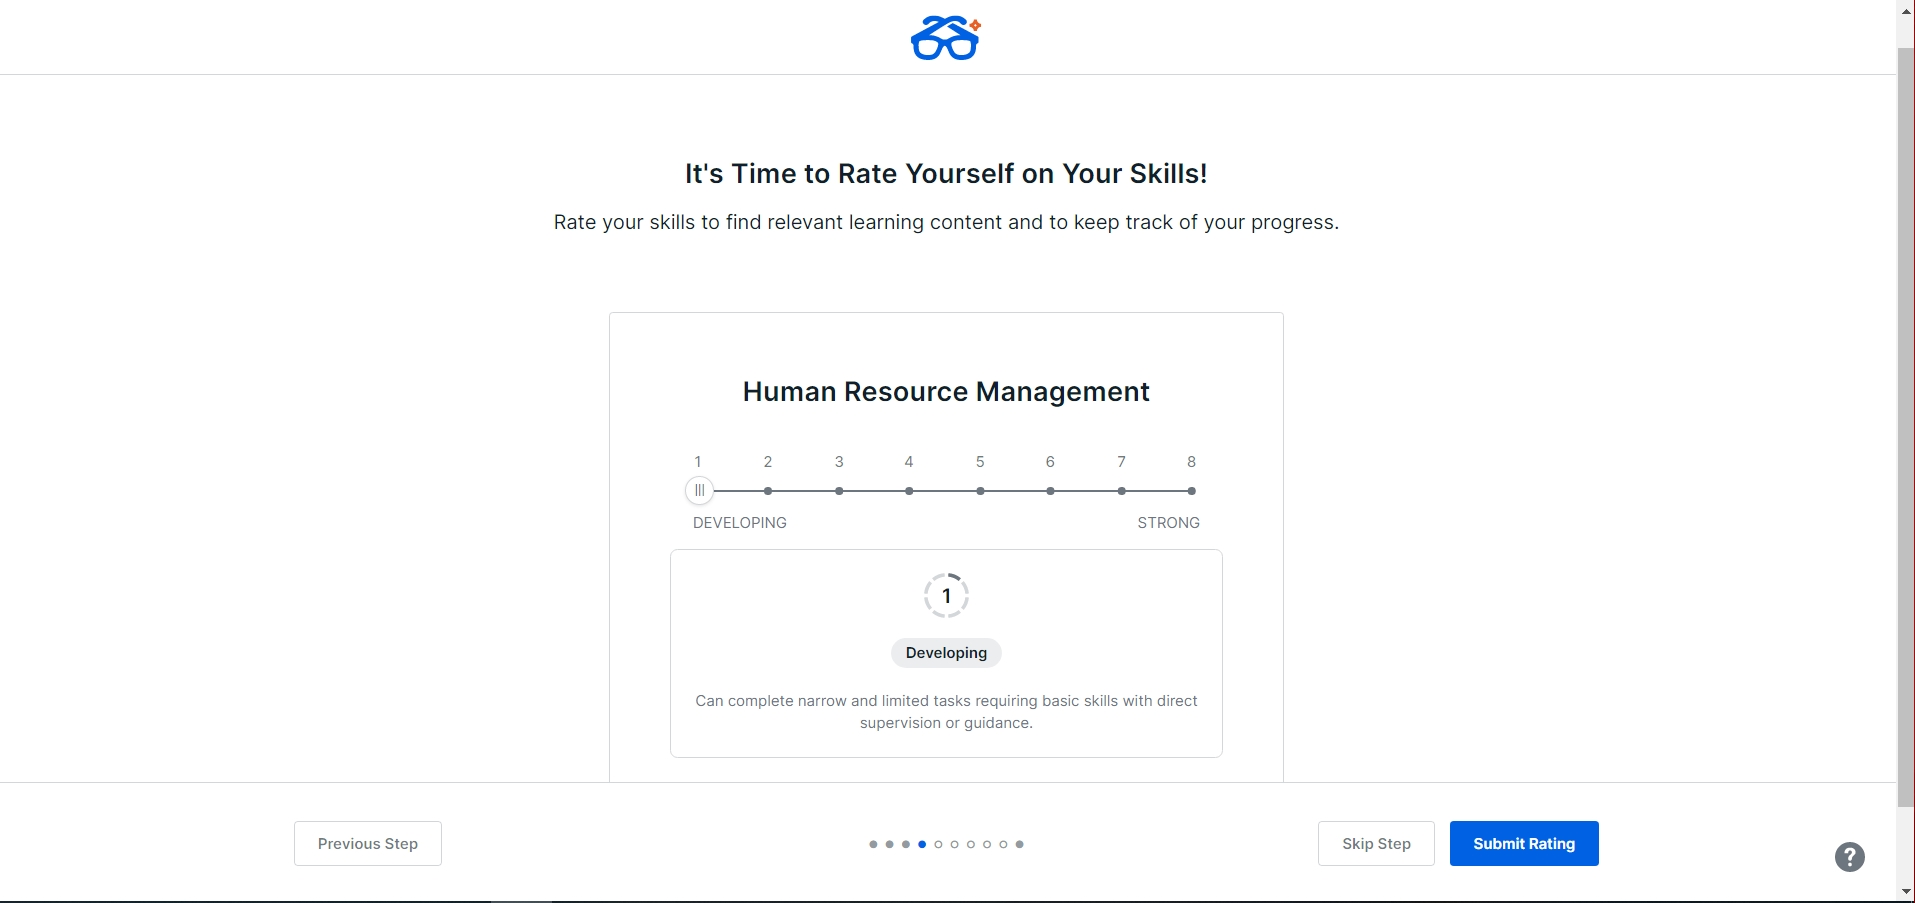 It's Time to Rate Yourself on Your Skills!
Rate your skills to find relevant learning content and to keep track of your progress.
Human Resource Management
1 2 3 4 5 6 7 8
DEVELOPING STRONG
1
Developing
Can complete narrow and limited tasks requiring basic skills with direct
supervision or guidance.
Previous Step Skip Step Submit Rating
?